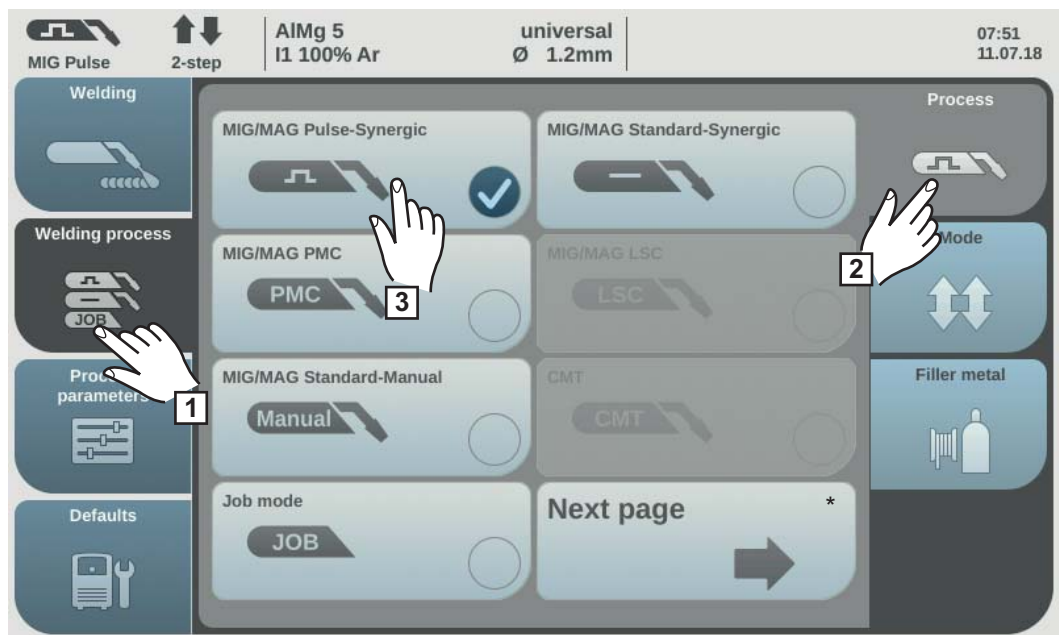 MIG Pulse
2-step
AlMg 5
I1 100% Ar
universal
Ø 1.2mm
07:51
11.07.18
Welding
Welding process
JOB
1
parameters
Defaults
MIG/MAG Pulse-Synergic
MIG/MAG Standard-Synergic
MIG/MAG PMC
PMC
3
MIG/MAG LSC
LSC
MIG/MAG Standard-Manual
Manual
CMT
CMT
Job mode
JOB
Next page *
Process
2
Mode
Filler metal